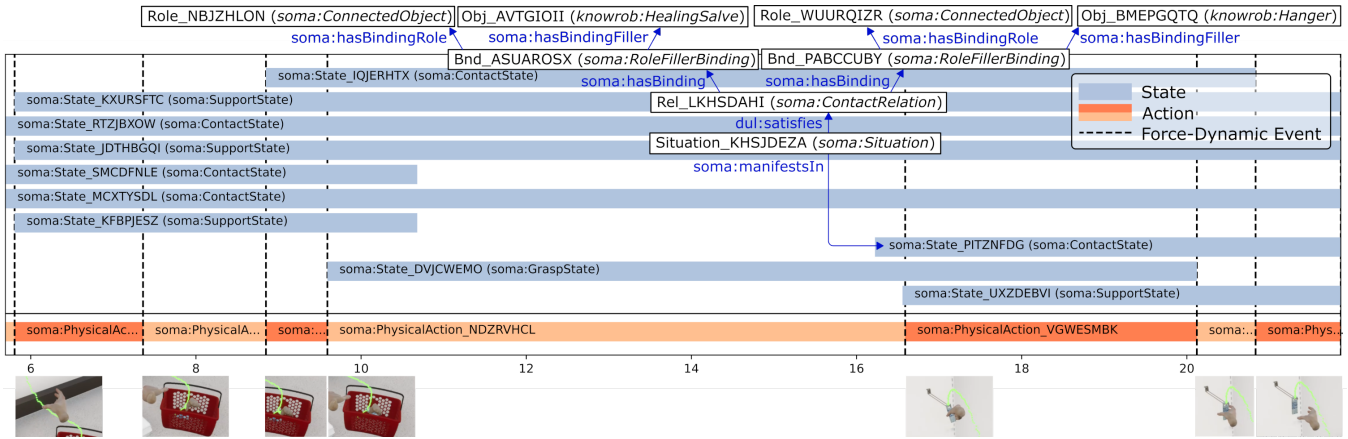 Role_NBJZHLON (soma:ConnectedObject)
Obj_AVTGIOII (knowrob:HealingSalve)
Role_WUURQIZR (soma:ConnectedObject)
Obj_BMEPGQTQ (knowrob:Hanger)
soma:hasBindingRole
soma:hasBindingFiller
soma:hasBindingRole
soma:hasBindingFiller
Bnd_ASUAROSX (soma:RoleFillerBinding)
Bnd_PABCCUBY (soma:RoleFillerBinding)
soma:State_IQJERHTX (soma:ContactState)
soma:hasBinding
soma:hasBinding
soma:State_KXURSFTC (soma:SupportState)
Rel_LKHSDAHI (soma:ContactRelation)
State
Action
Force-Dynamic Event
soma:State_RTZJBXOW (soma:ContactState)
dul:satisfies
soma:State_JDTHBGQI (soma:SupportState)
Situation_KHSJDEZA (soma:Situation)
soma:manifestsIn
soma:State_SMCDFNLE (soma:ContactState)
soma:State_MCXTYSDL (soma:ContactState)
soma:State_KFBPJESZ (soma:SupportState)
soma:State_PITZNFDG (soma:ContactState)
soma:State_DVJCWEMO (soma:GraspState)
soma:State_UXZDEBVI (soma:SupportState)
soma:PhysicalAc...
soma:PhysicalA...
soma:...
soma:PhysicalAction_NDZRVHCL
soma:PhysicalAction_VGWESMBK
soma:...
soma:Phys...
6
8
10
12
14
16
18
20